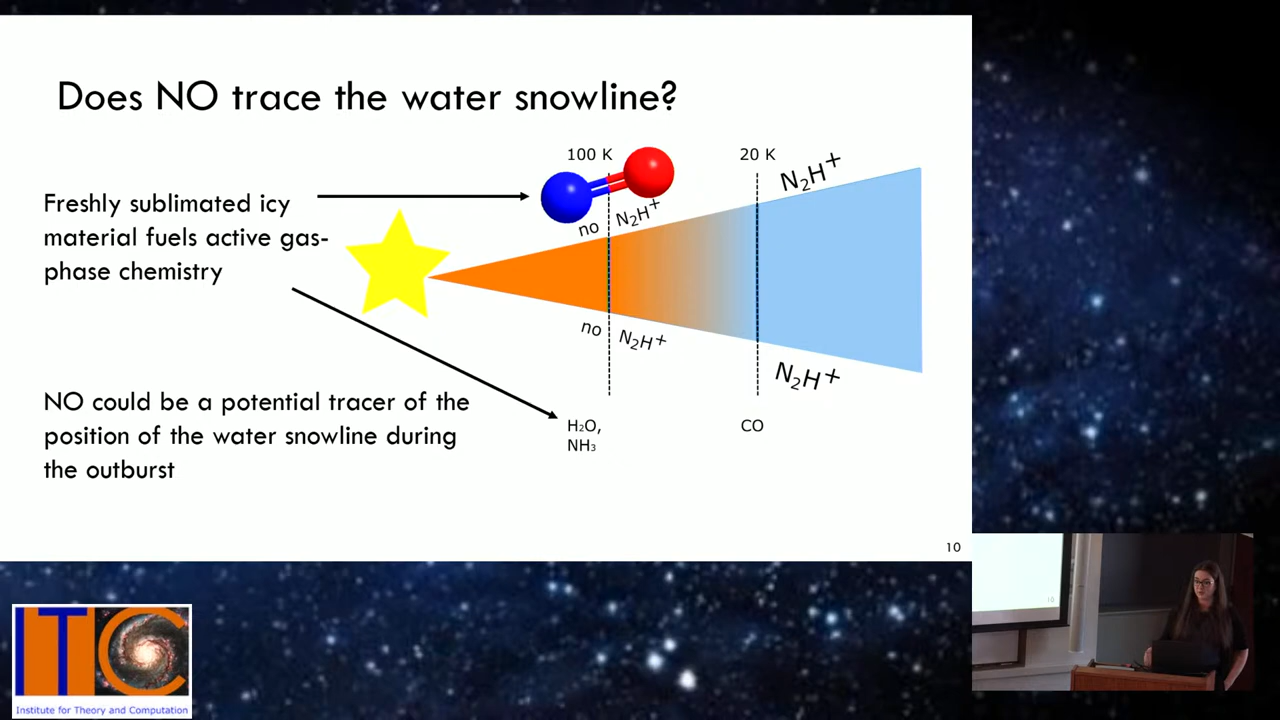 Does NO trace the water snowline?
100 K
20 K
N₂H⁺
Freshly sublimated icy
material fuels active gas-
phase chemistry
no
N₂H⁺
no
N₂H⁺
N₂H⁺
NO could be a potential tracer of the
position of the water snowline during
the outburst
H₂O,
NH₃
CO
10
ITC
Institute for Theory and Computation
10